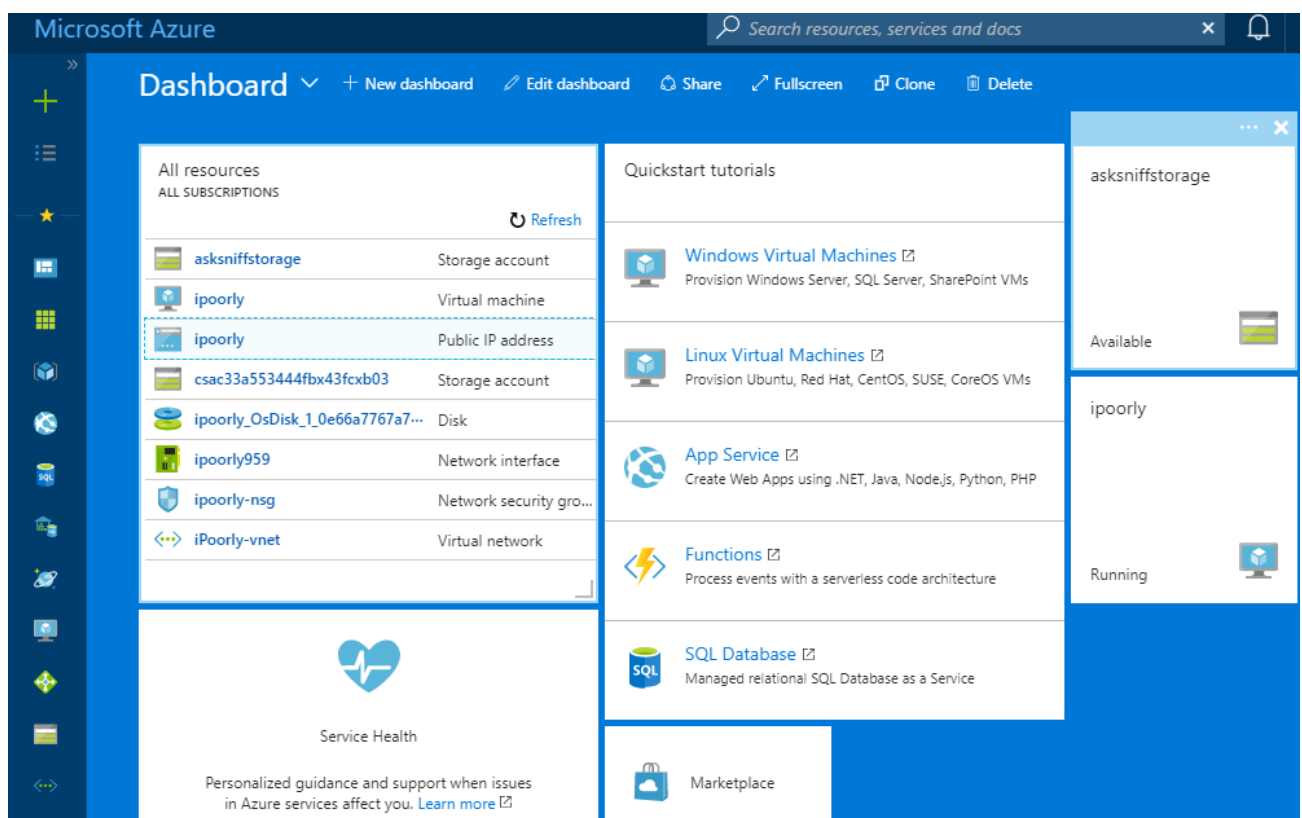 Microsoft Azure
Search resources, services and docs
Dashboard
New dashboard
Edit dashboard
Share
Fullscreen
Clone
Delete
All resources
ALL SUBSCRIPTIONS
Refresh
asksniffstorage Storage account
ipoorly Virtual machine
ipoorly Public IP address
csac33a553444fbx43fcxb03 Storage account
ipoorly_OsDisk_1_0e66a7767a7... Disk
ipoorly959 Network interface
ipoorly-nsg Network security gro...
iPoorly-vnet Virtual network
Service Health
Personalized guidance and support when issues
in Azure services affect you. Learn more
Quickstart tutorials
Windows Virtual Machines
Provision Windows Server, SQL Server, SharePoint VMs
Linux Virtual Machines
Provision Ubuntu, Red Hat, CentOS, SUSE, CoreOS VMs
App Service
Create Web Apps using .NET, Java, Node.js, Python, PHP
Functions
Process events with a serverless code architecture
SQL
SQL Database
Managed relational SQL Database as a Service
Marketplace
asksniffstorage
Available
ipoorly
Running
SQL